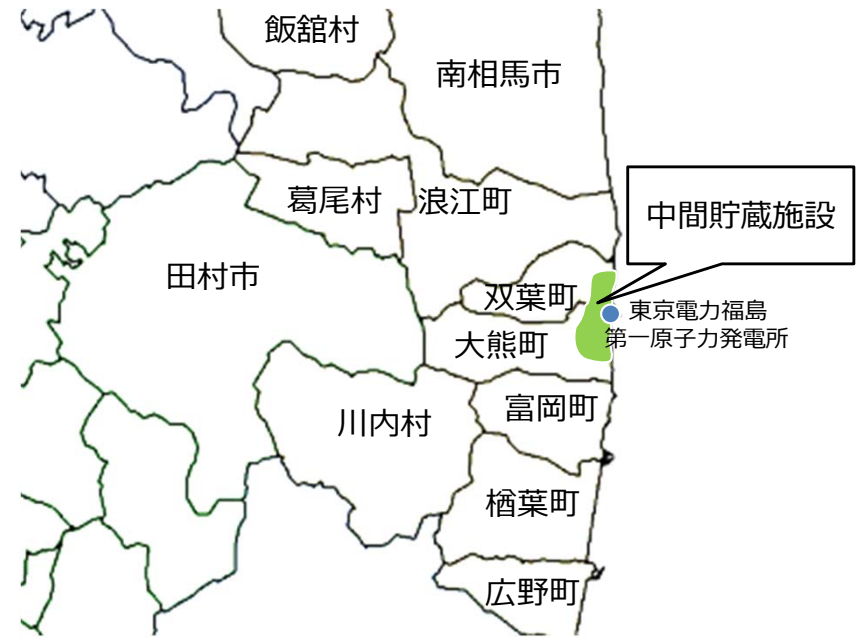 飯舘村
南相馬市
葛尾村
浪江町
中間貯蔵施設
田村市
双葉町
東京電力福島
第一原子力発電所
大熊町
富岡町
川内村
楢葉町
広野町